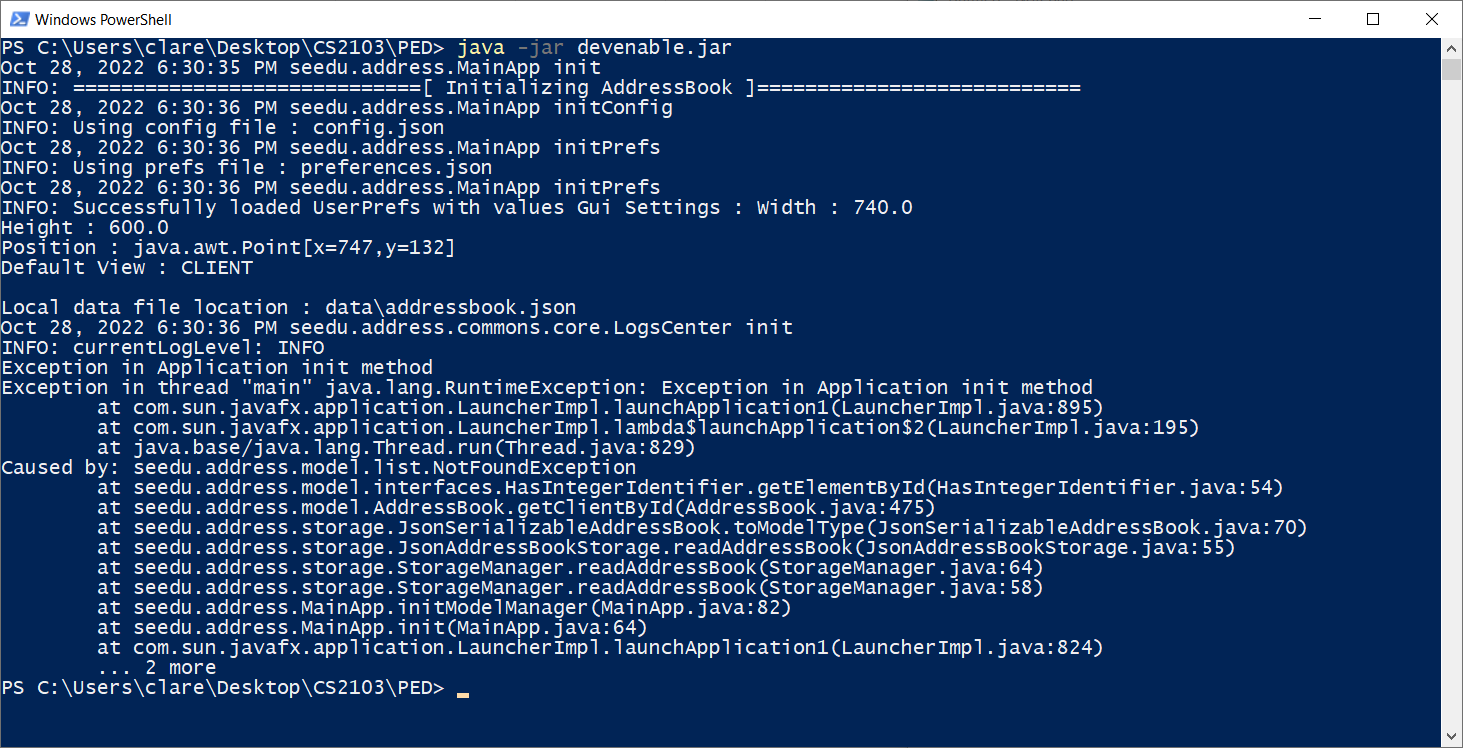 Windows PowerShell
PS C:\Users\clare\Desktop\CS2103\PED> java -jar devenable.jar
Oct 28, 2022 6:30:35 PM seedu.address.MainApp init
INFO: =============================[ Initializing AddressBook ]===========================
Oct 28, 2022 6:30:36 PM seedu.address.MainApp initConfig
INFO: Using config file : config.json
Oct 28, 2022 6:30:36 PM seedu.address.MainApp initPrefs
INFO: Using prefs file : preferences.json
Oct 28, 2022 6:30:36 PM seedu.address.MainApp initPrefs
INFO: Successfully loaded UserPrefs with values Gui Settings : Width : 740.0
Height : 600.0
Position : java.awt.Point[x=747,y=132]
Default View : CLIENT
Local data file location : data\addressbook.json
Oct 28, 2022 6:30:36 PM seedu.address.commons.core.LogsCenter init
INFO: currentLogLevel: INFO
Exception in Application init method
Exception in thread "main" java.lang.RuntimeException: Exception in Application init method
        at com.sun.javafx.application.LauncherImpl.launchApplication1(LauncherImpl.java:895)
        at com.sun.javafx.application.LauncherImpl.lambda$launchApplication$2(LauncherImpl.java:195)
        at java.base/java.lang.Thread.run(Thread.java:829)
Caused by: seedu.address.model.list.NotFoundException
        at seedu.address.model.interfaces.HasIntegerIdentifier.getElementById(HasIntegerIdentifier.java:54)
        at seedu.address.model.AddressBook.getClientById(AddressBook.java:475)
        at seedu.address.storage.JsonSerializableAddressBook.toModelType(JsonSerializableAddressBook.java:70)
        at seedu.address.storage.JsonAddressBookStorage.readAddressBook(JsonAddressBookStorage.java:55)
        at seedu.address.storage.StorageManager.readAddressBook(StorageManager.java:64)
        at seedu.address.storage.StorageManager.readAddressBook(StorageManager.java:58)
        at seedu.address.MainApp.initModelManager(MainApp.java:82)
        at seedu.address.MainApp.init(MainApp.java:64)
        at com.sun.javafx.application.LauncherImpl.launchApplication1(LauncherImpl.java:824)
        ... 2 more
PS C:\Users\clare\Desktop\CS2103\PED>